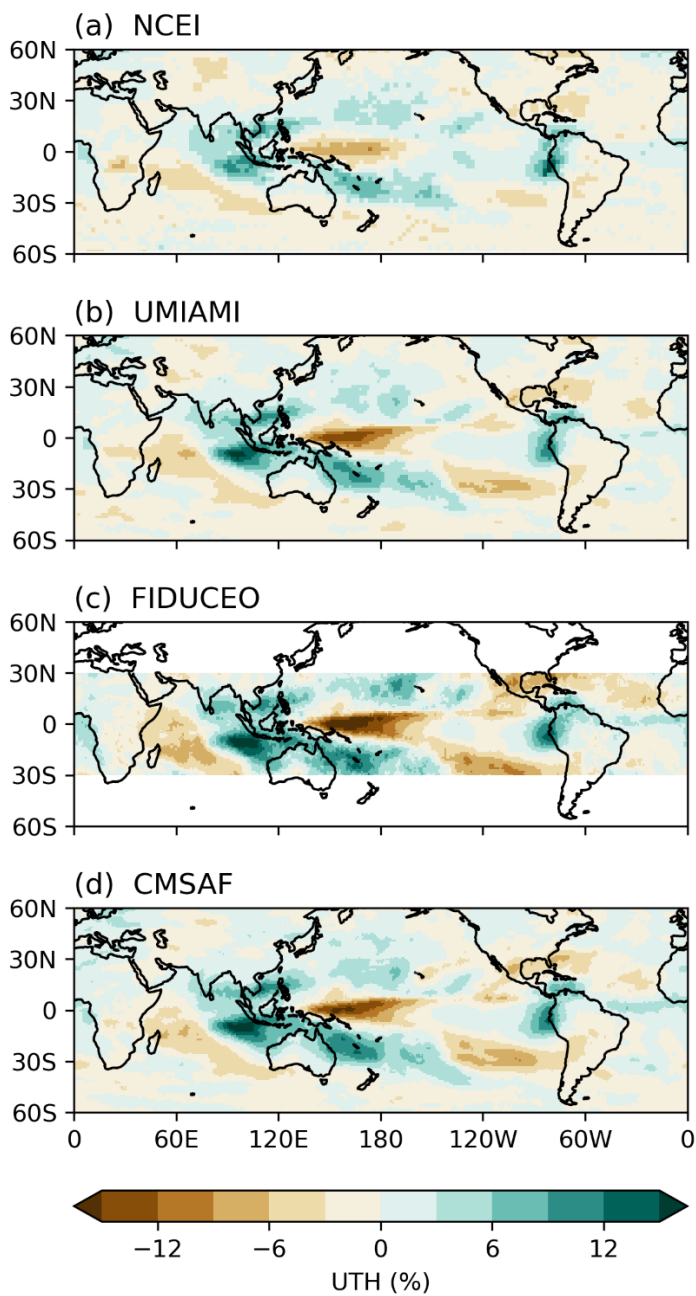 (a) NCEI
60N
30N
0
30S
60S
(b) UMIAMI
60N
30N
0
30S
60S
(c) FIDUCEO
60N
30N
0
30S
60S
(d) CMSAF
60N
30N
0
30S
60S
0 60E 120E 180 120W 60W 0
−12 −6 0 6 12
UTH (%)